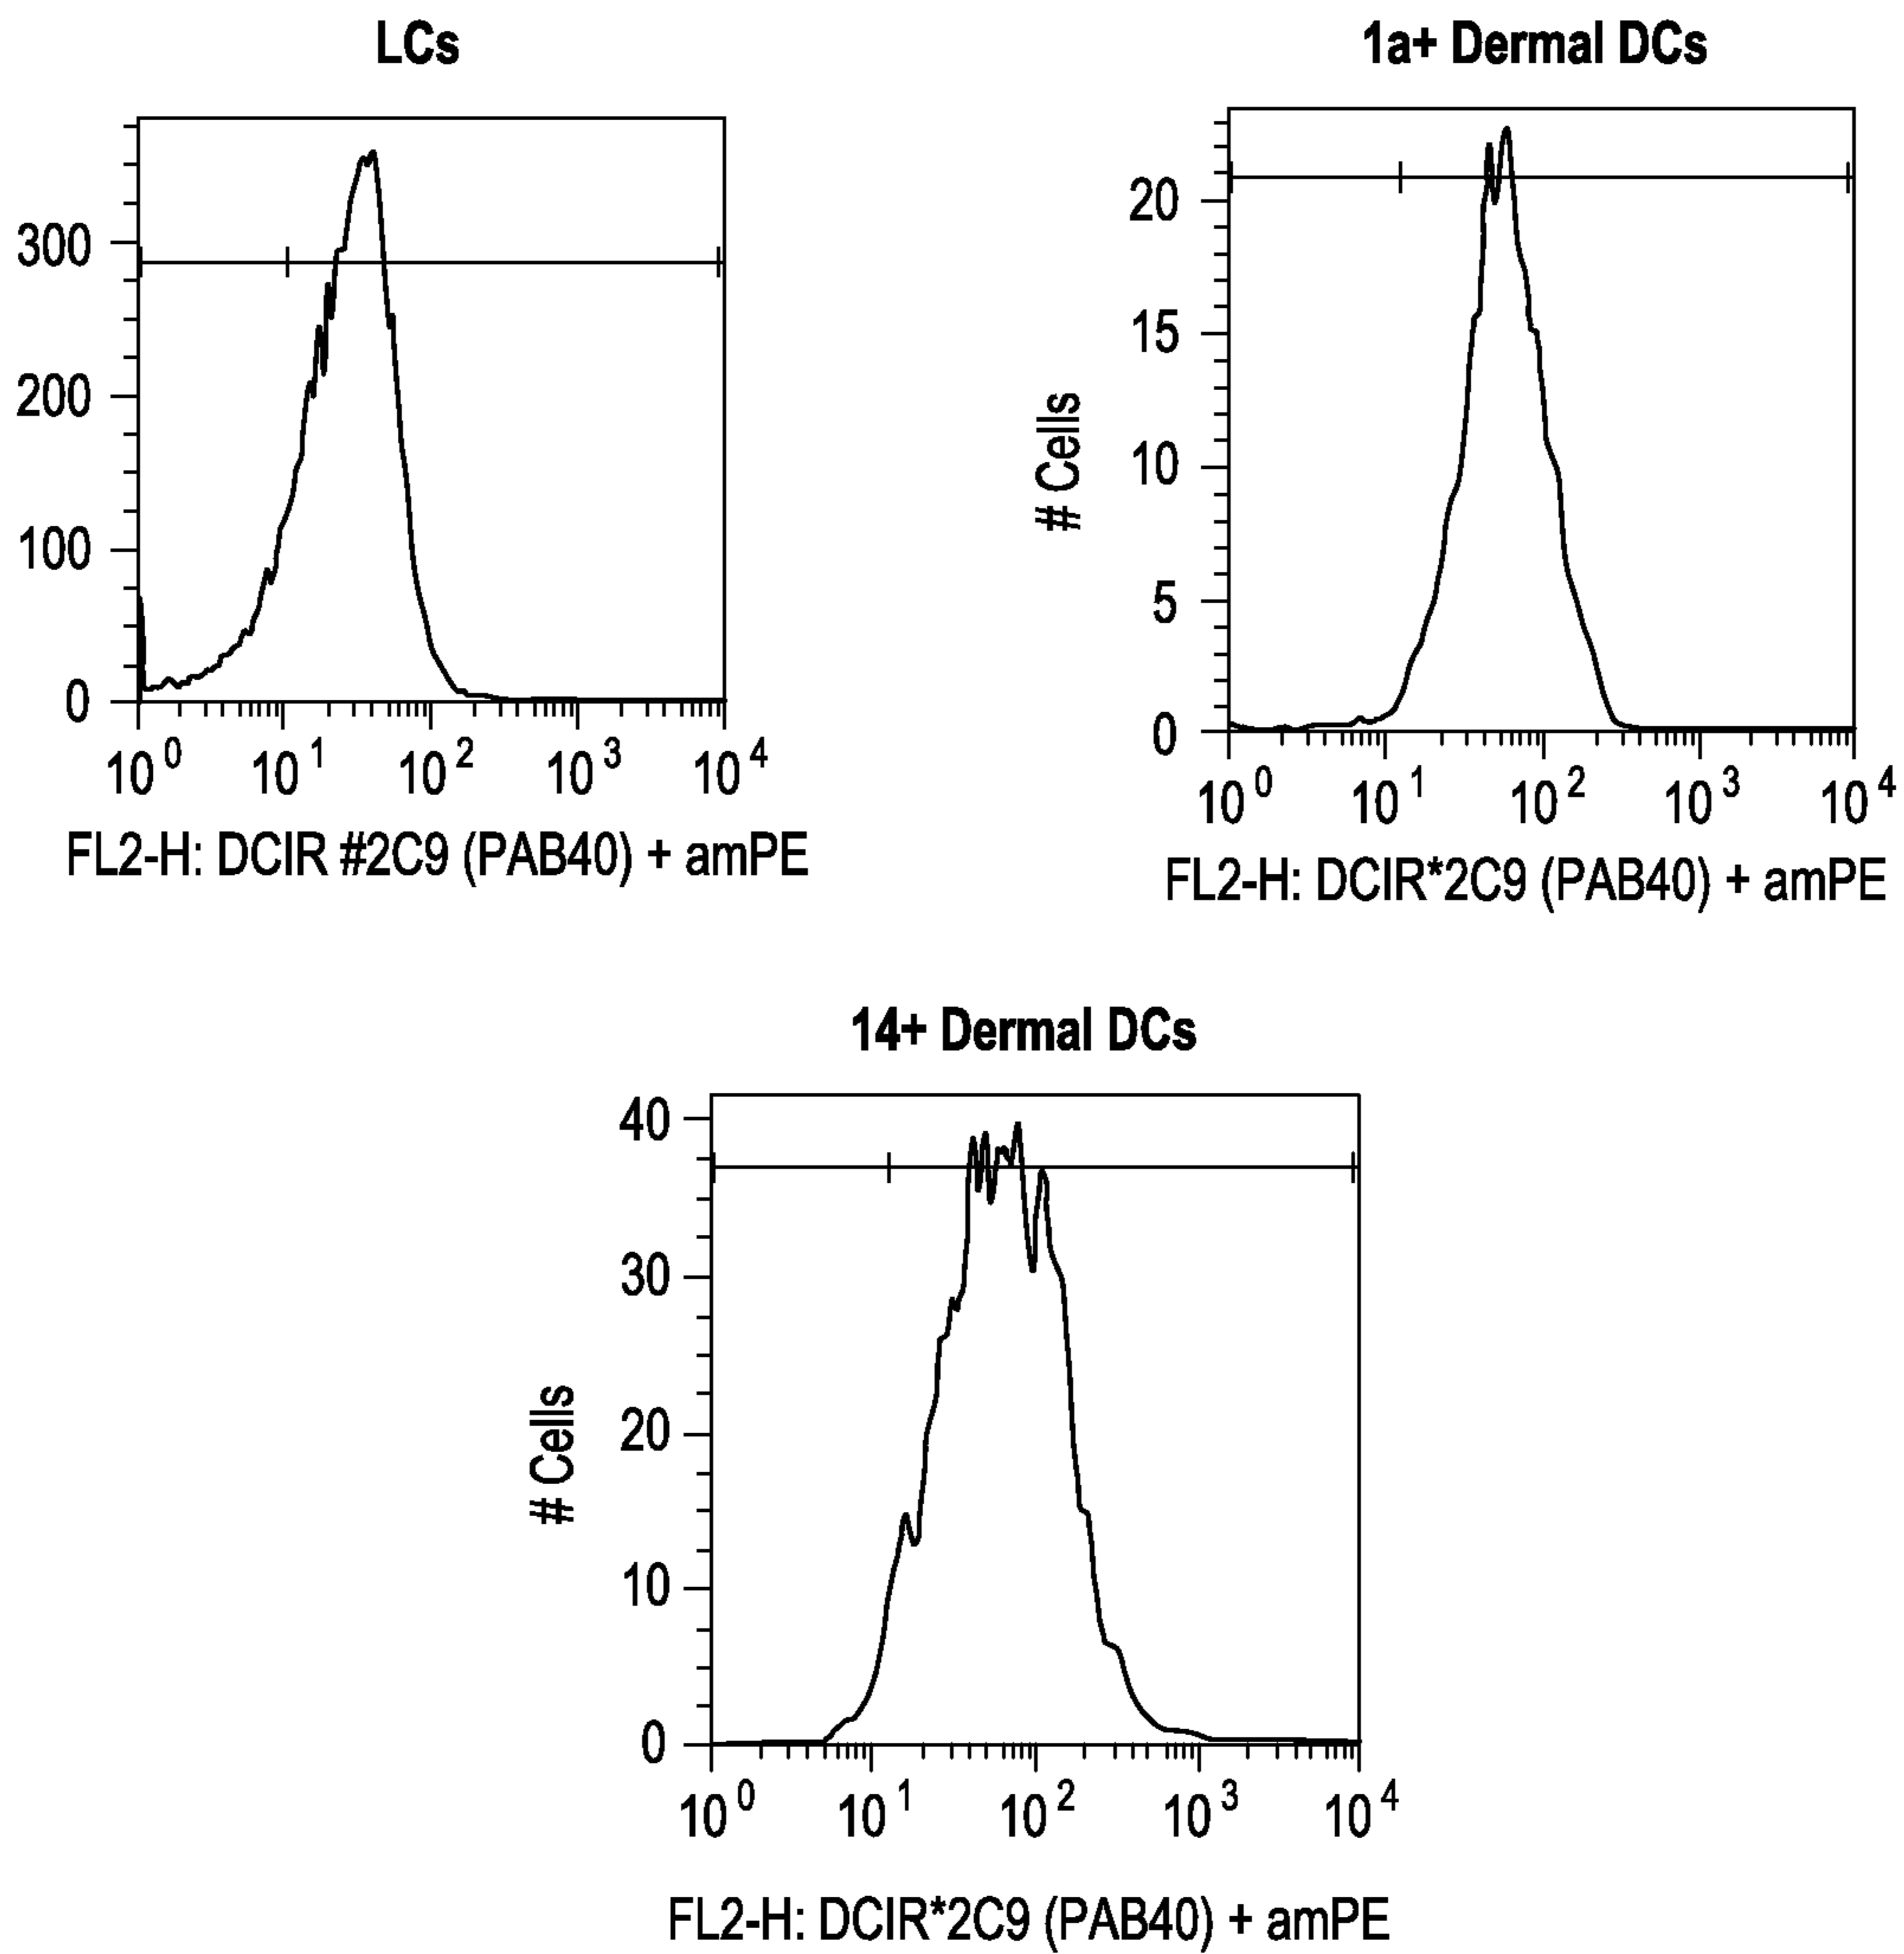 LCs
300
200
100
0
10^0 10^1 10^2 10^3 10^4
FL2-H: DCIR #2C9 (PAB40) + amPE
1a+ Dermal DCs
# Cells
20
15
10
5
0
10^0 10^1 10^2 10^3 10^4
FL2-H: DCIR*2C9 (PAB40) + amPE
14+ Dermal DCs
# Cells
40
30
20
10
0
10^0 10^1 10^2 10^3 10^4
FL2-H: DCIR*2C9 (PAB40) + amPE